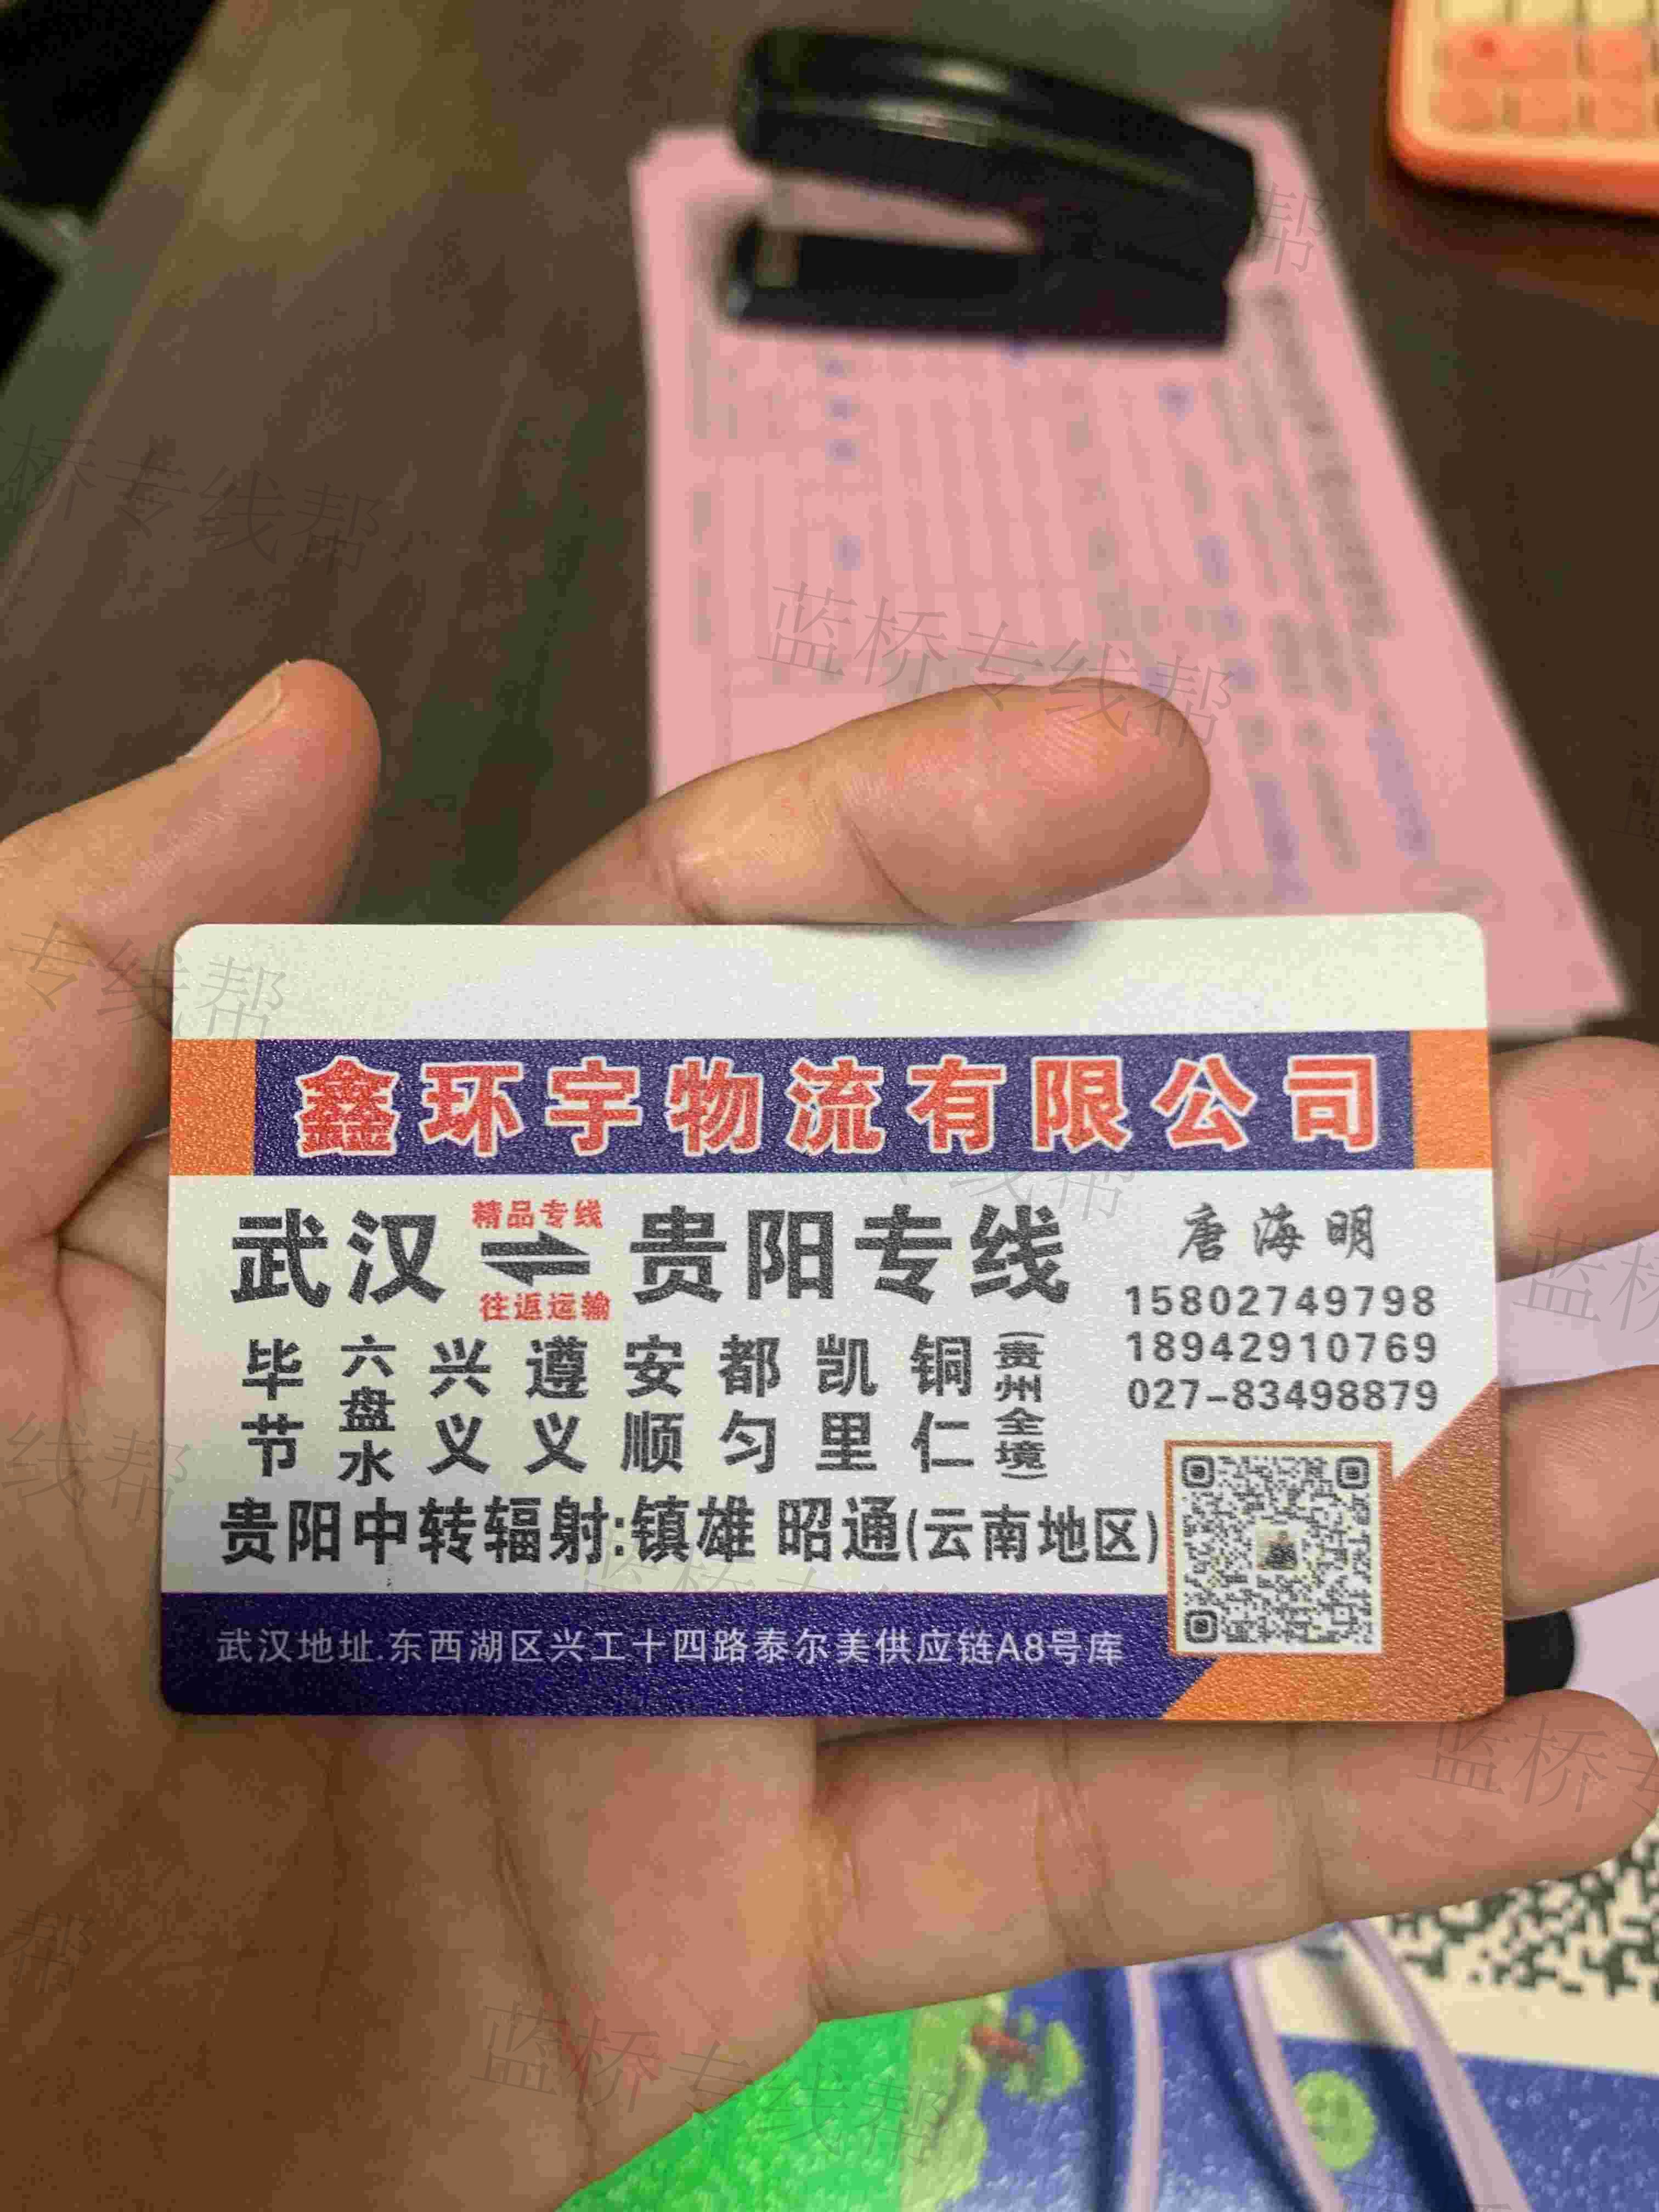 鑫环宇物流有限公司
武汉 精品专线 往返运输 贵阳专线
唐海明
15802749798
18942910769
027-83498879
毕节 六盘水 兴义 遵义 安顺 都匀 凯里 铜仁 (贵州全境)
贵阳中转辐射:镇雄 昭通(云南地区)
武汉地址.东西湖区兴工十四路泰尔美供应链A8号库
蓝桥专线帮